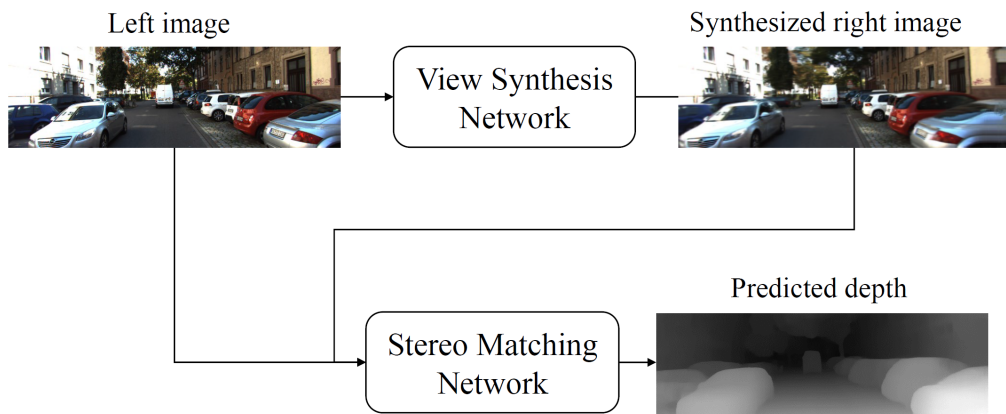 Left image
Synthesized right image
View Synthesis
Network
Predicted depth
Stereo Matching
Network